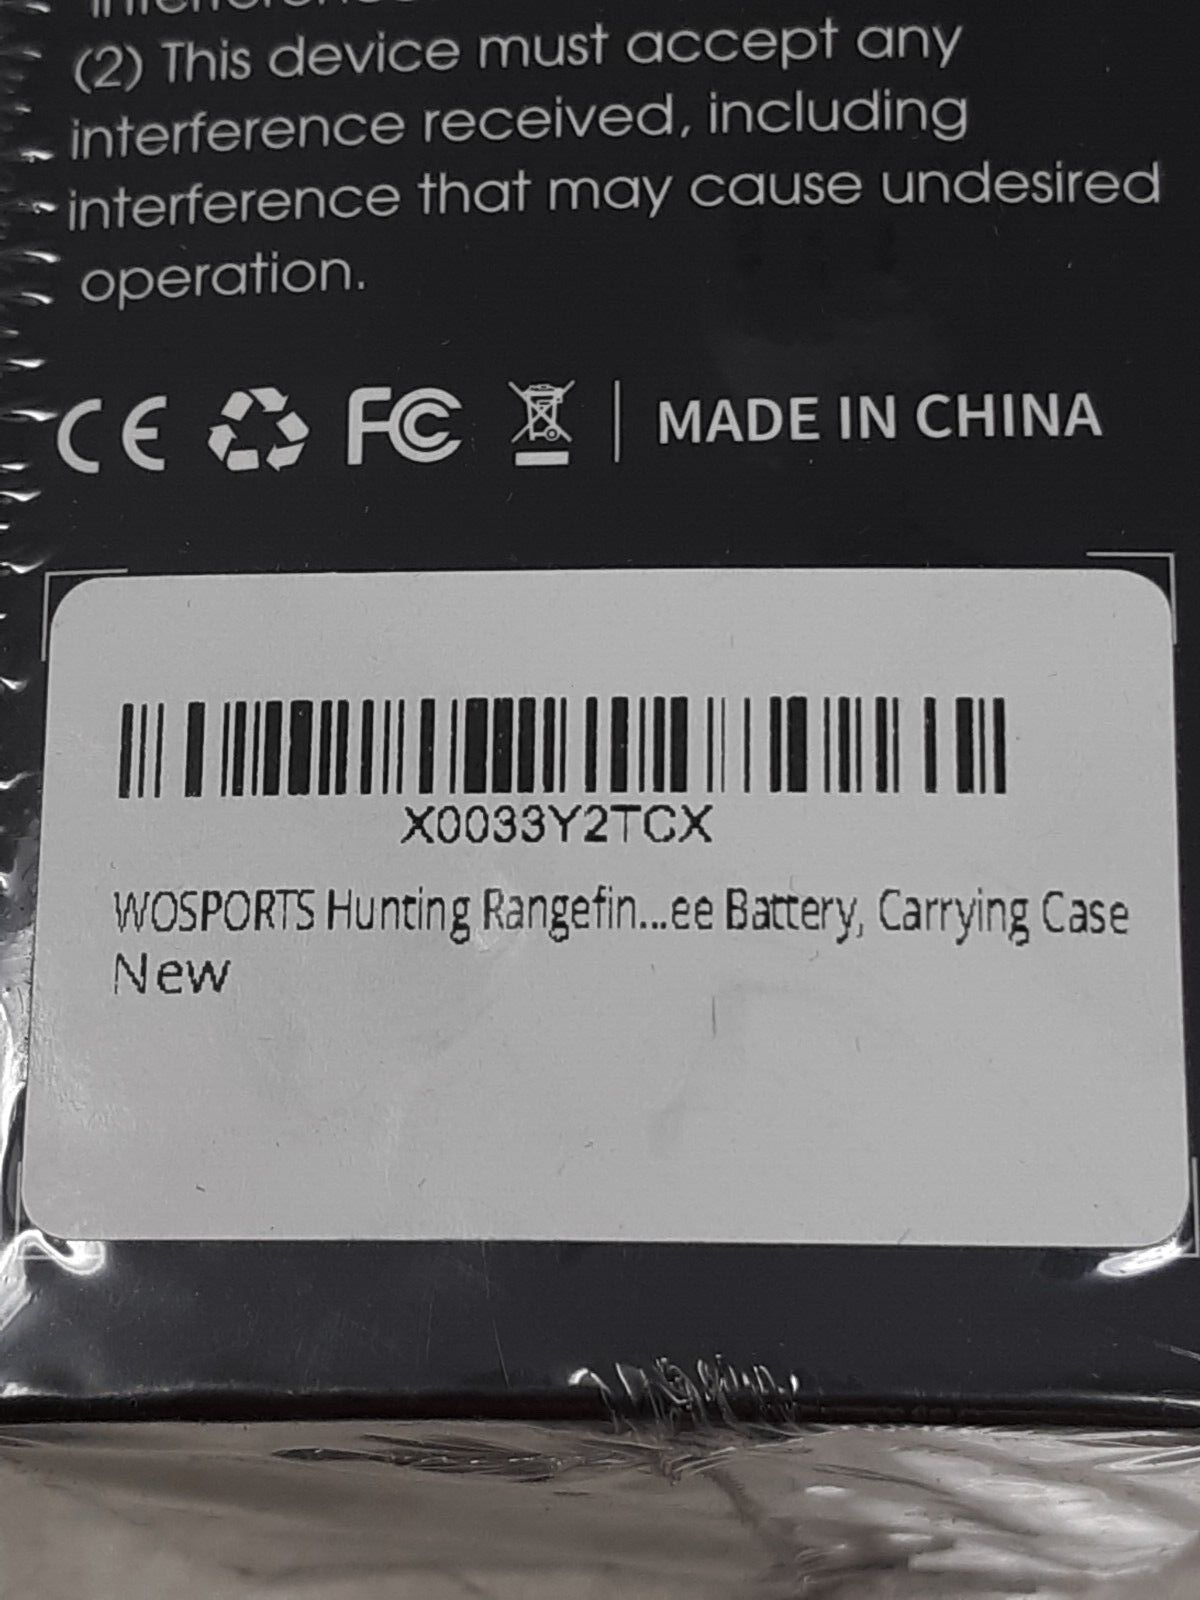 (2) This device must accept any
interference received, including
interference that may cause undesired
operation.
CE FC MADE IN CHINA
X0033Y2TCX
WOSPORTS Hunting Rangefin...ee Battery, Carrying Case
New